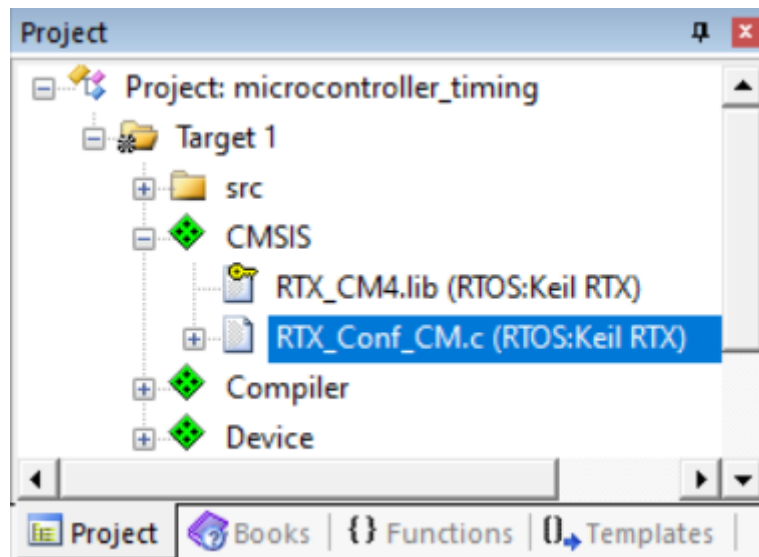 Project
Project: microcontroller_timing
Target 1
src
CMSIS
RTX_CM4.lib (RTOS:Keil RTX)
RTX_Conf_CM.c (RTOS:Keil RTX)
Compiler
Device
Project Books {} Functions 0 Templates